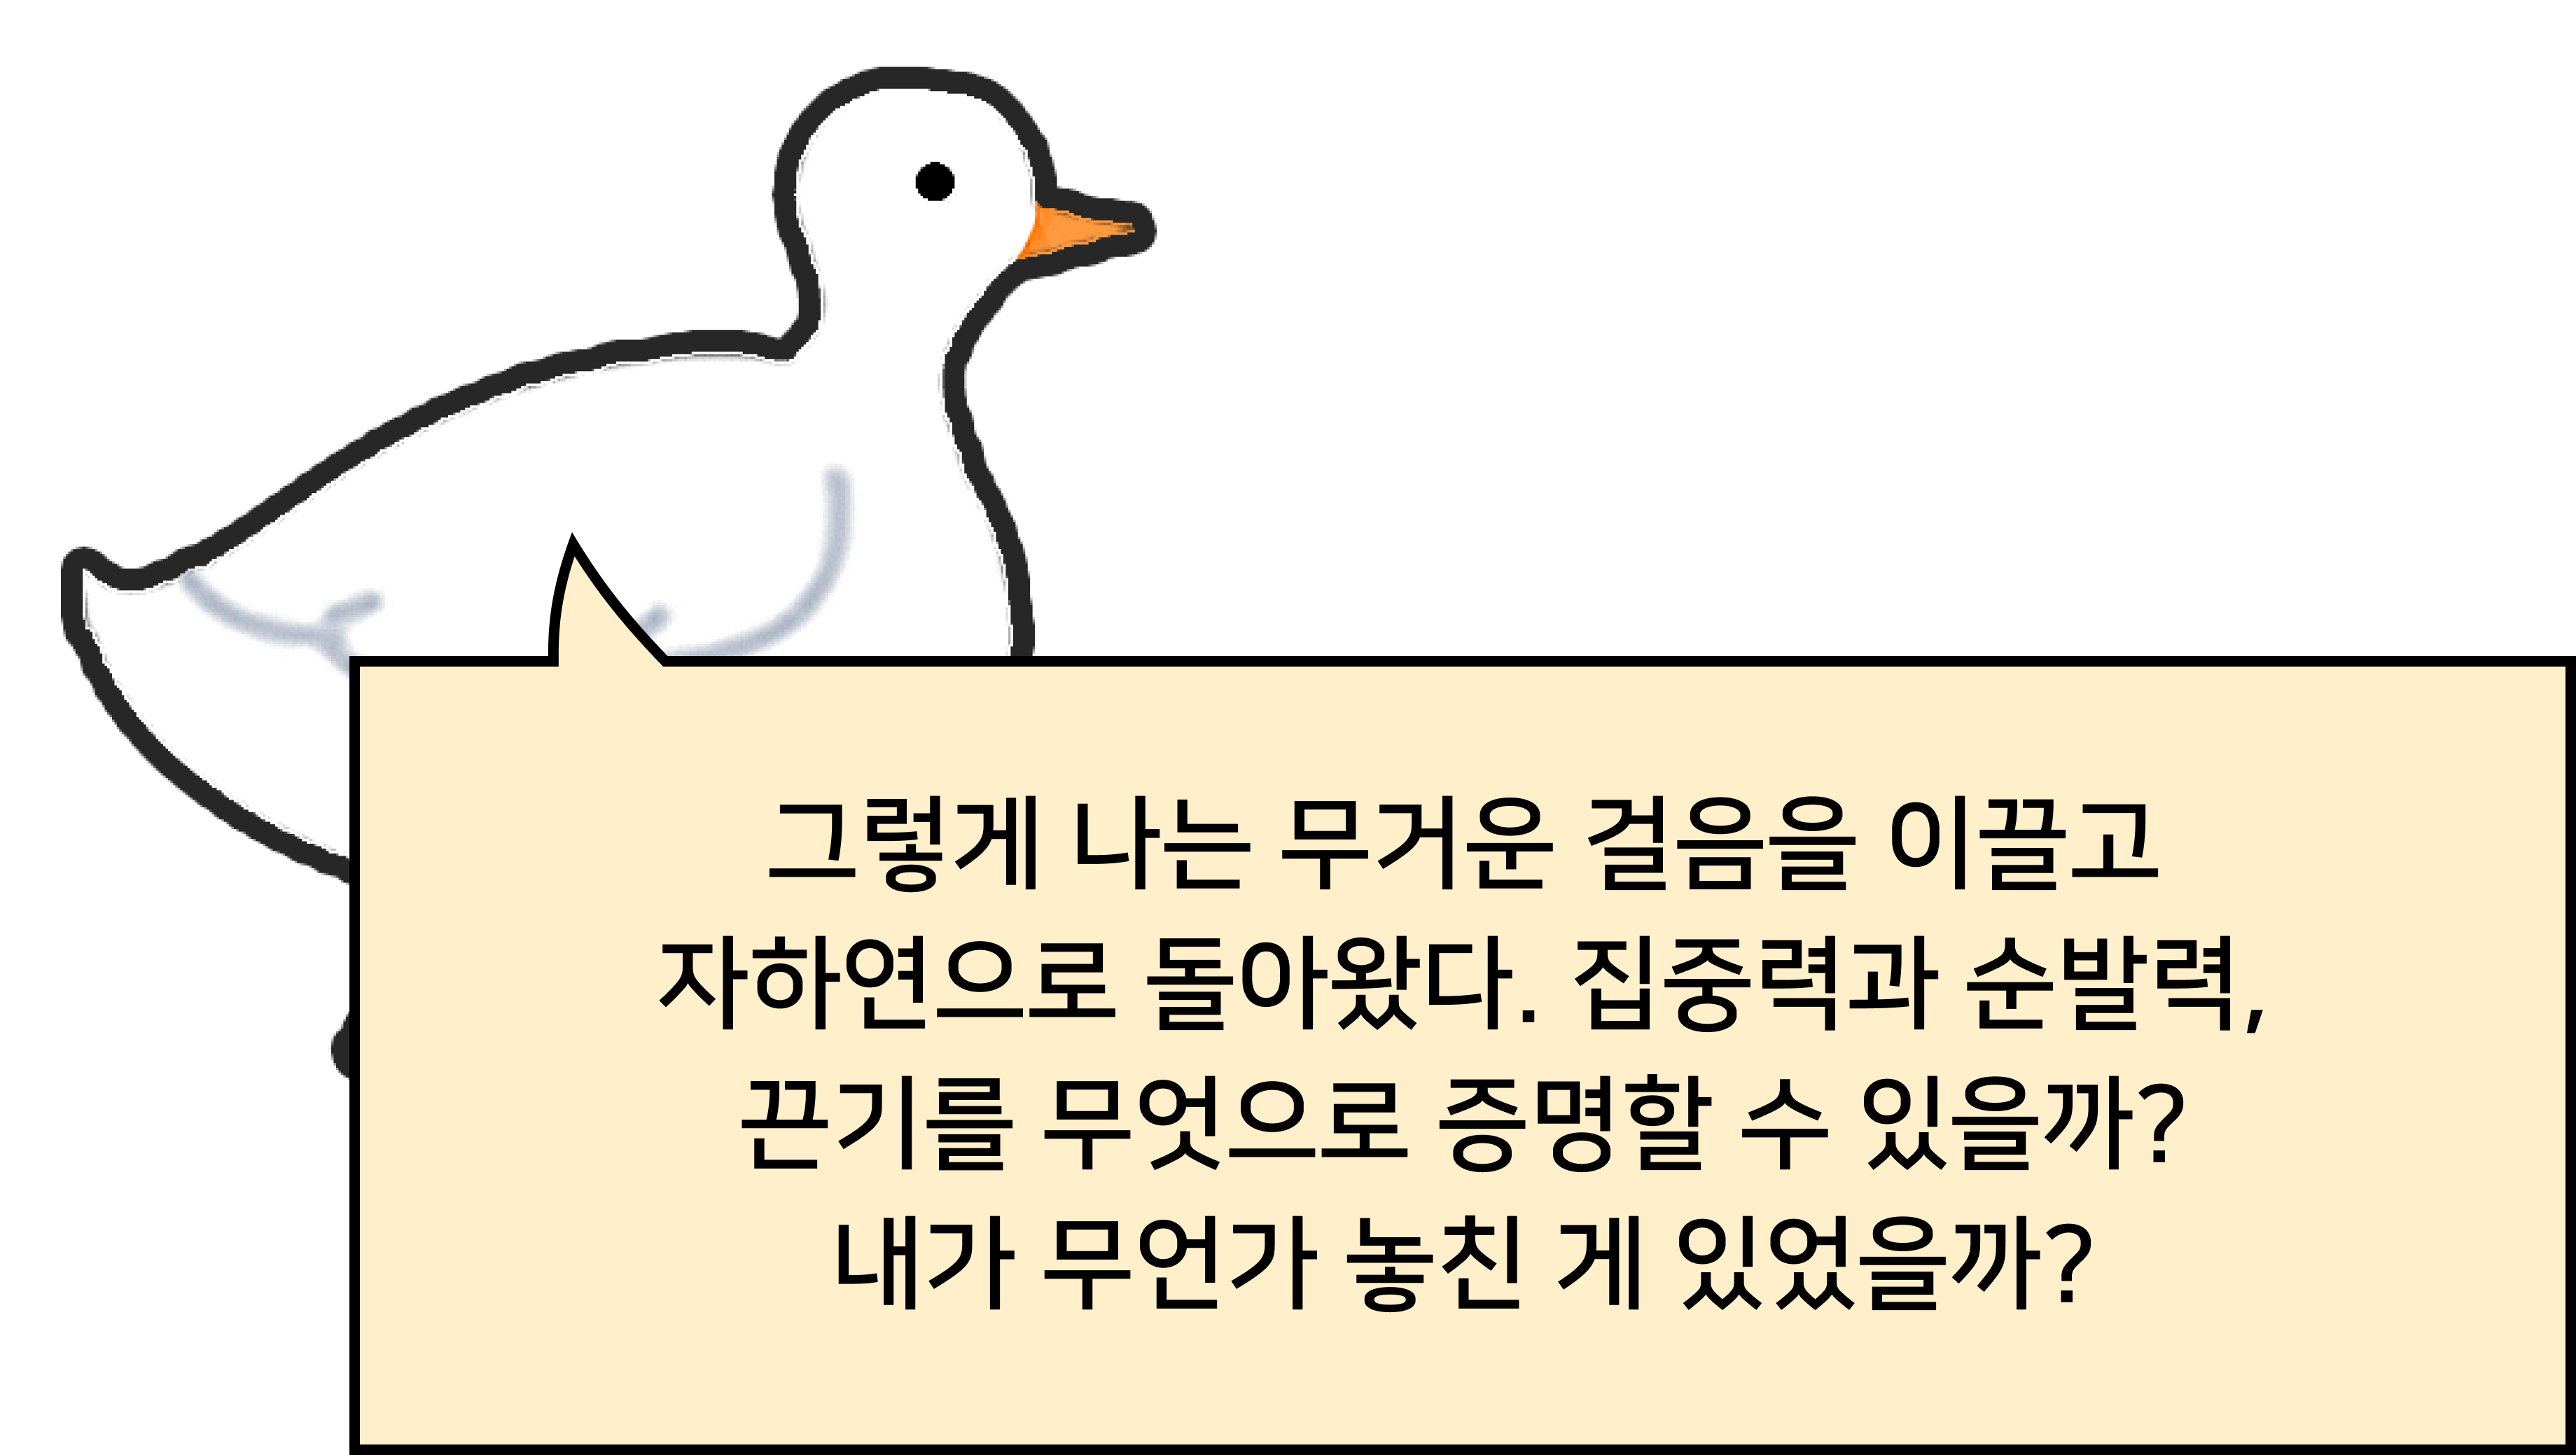 그렇게 나는 무거운 걸음을 이끌고
자하연으로 돌아왔다. 집중력과 순발력,
끈기를 무엇으로 증명할 수 있을까?
내가 무언가 놓친 게 있었을까?